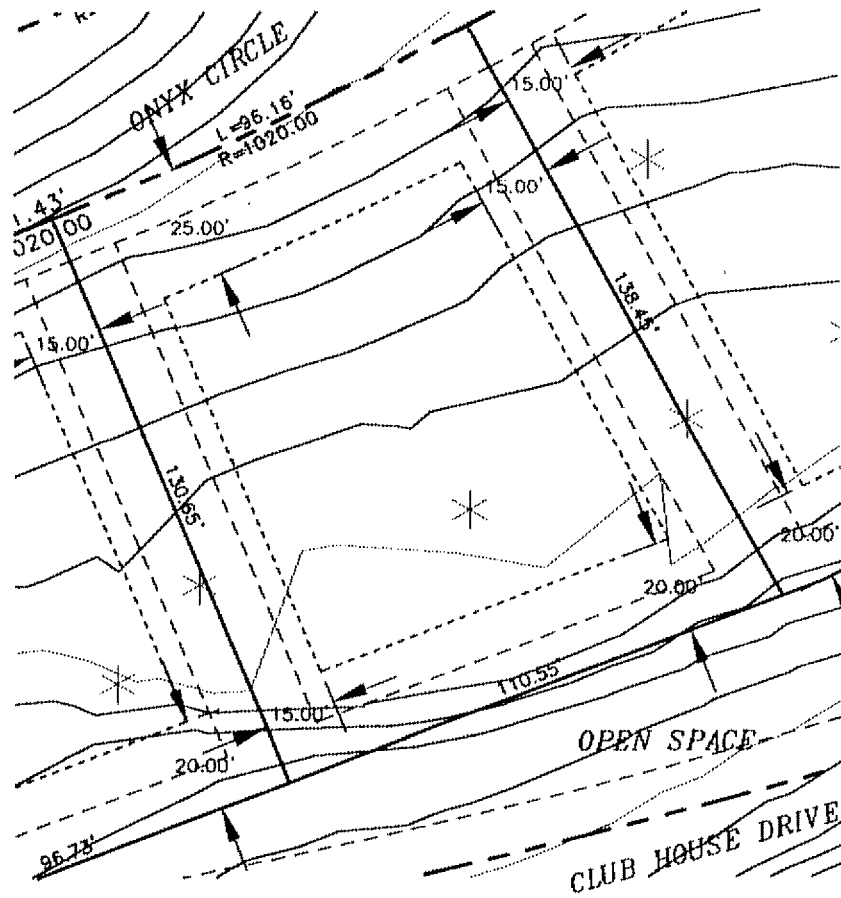 ONYX CIRCLE
L=96.16'
R=1020.00
15.00'
1.43'
020.00
25.00'
15.00'
15.00'
138.45'
130.65'
20.00'
20.00'
110.55'
15.00'
20.00'
OPEN SPACE
96.73'
CLUB HOUSE DRIVE